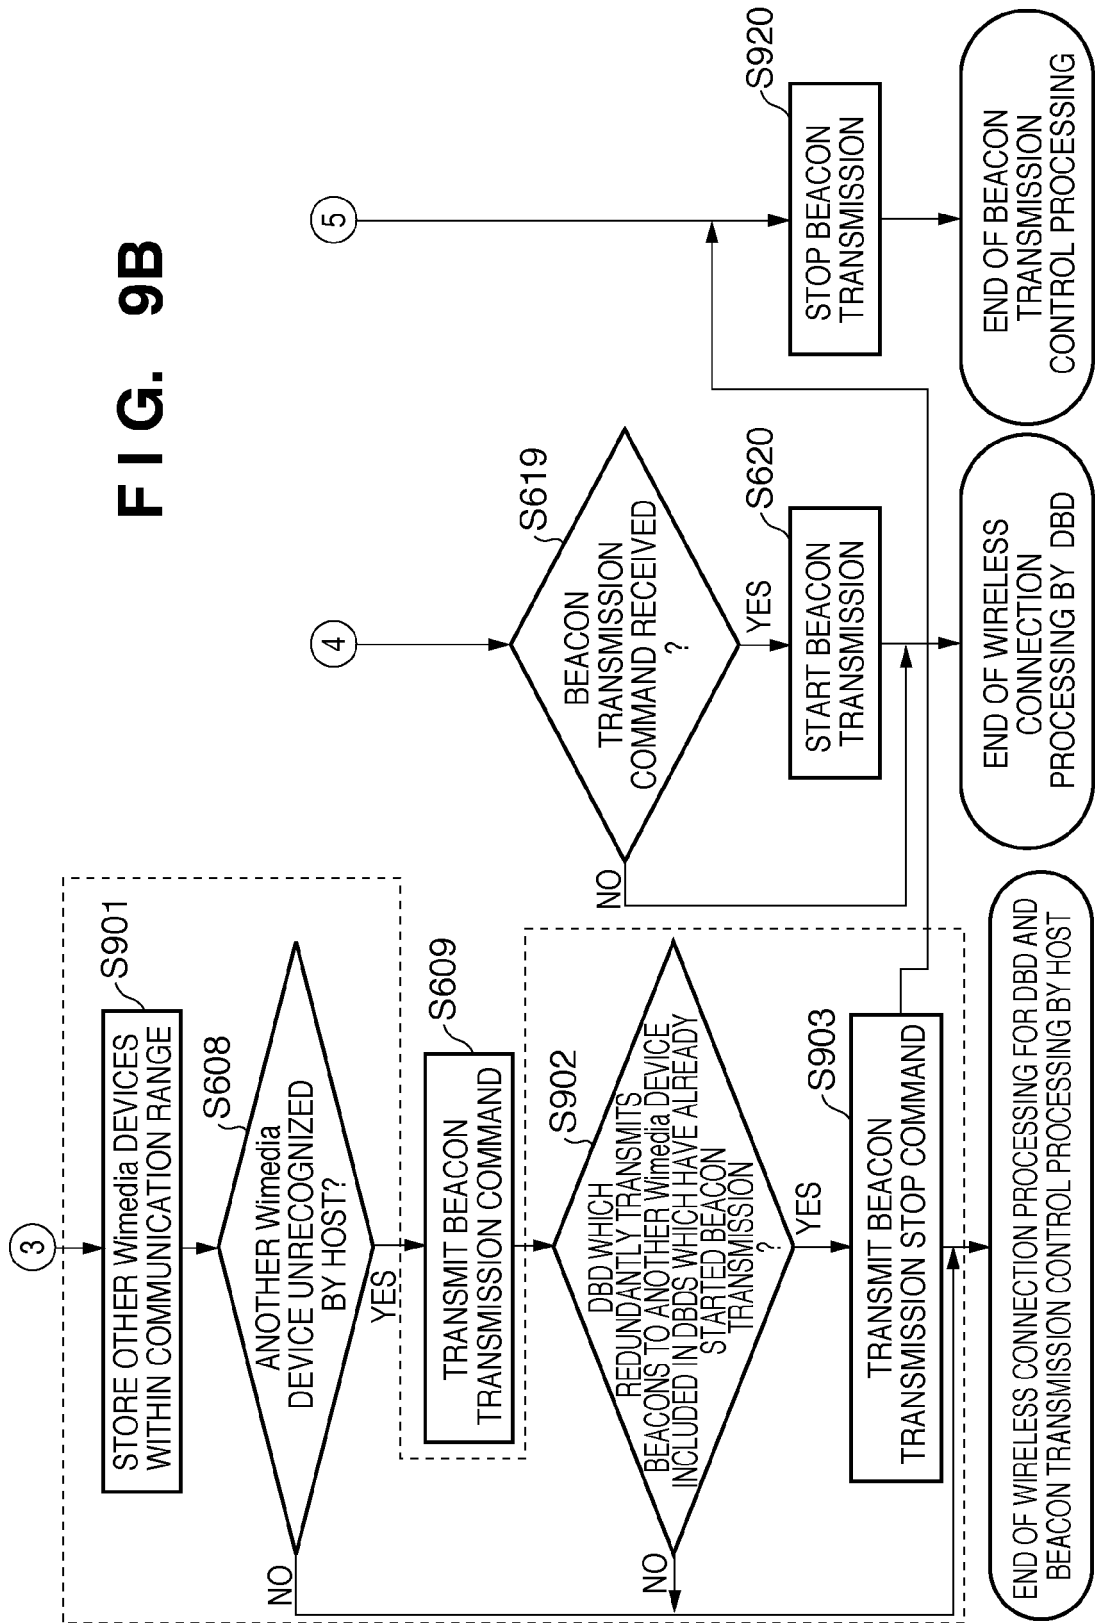 FIG. 9B
3
STORE OTHER Wimedia DEVICES
WITHIN COMMUNICATION RANGE
S901
ANOTHER Wimedia
DEVICE UNRECOGNIZED
BY HOST?
S608
NO
YES
TRANSMIT BEACON
TRANSMISSION COMMAND
S609
DBD WHICH
REDUNDANTLY TRANSMITS
BEACONS TO ANOTHER Wimedia DEVICE
INCLUDED IN DBDS WHICH HAVE ALREADY
STARTED BEACON
TRANSMISSION
?
S902
NO
YES
TRANSMIT BEACON
TRANSMISSION STOP COMMAND
S903
END OF WIRELESS CONNECTION PROCESSING FOR DBD AND
BEACON TRANSMISSION CONTROL PROCESSING BY HOST
4
BEACON
TRANSMISSION
COMMAND RECEIVED
?
S619
NO
YES
START BEACON
TRANSMISSION
S620
END OF WIRELESS
CONNECTION
PROCESSING BY DBD
5
STOP BEACON
TRANSMISSION
S920
END OF BEACON
TRANSMISSION
CONTROL PROCESSING